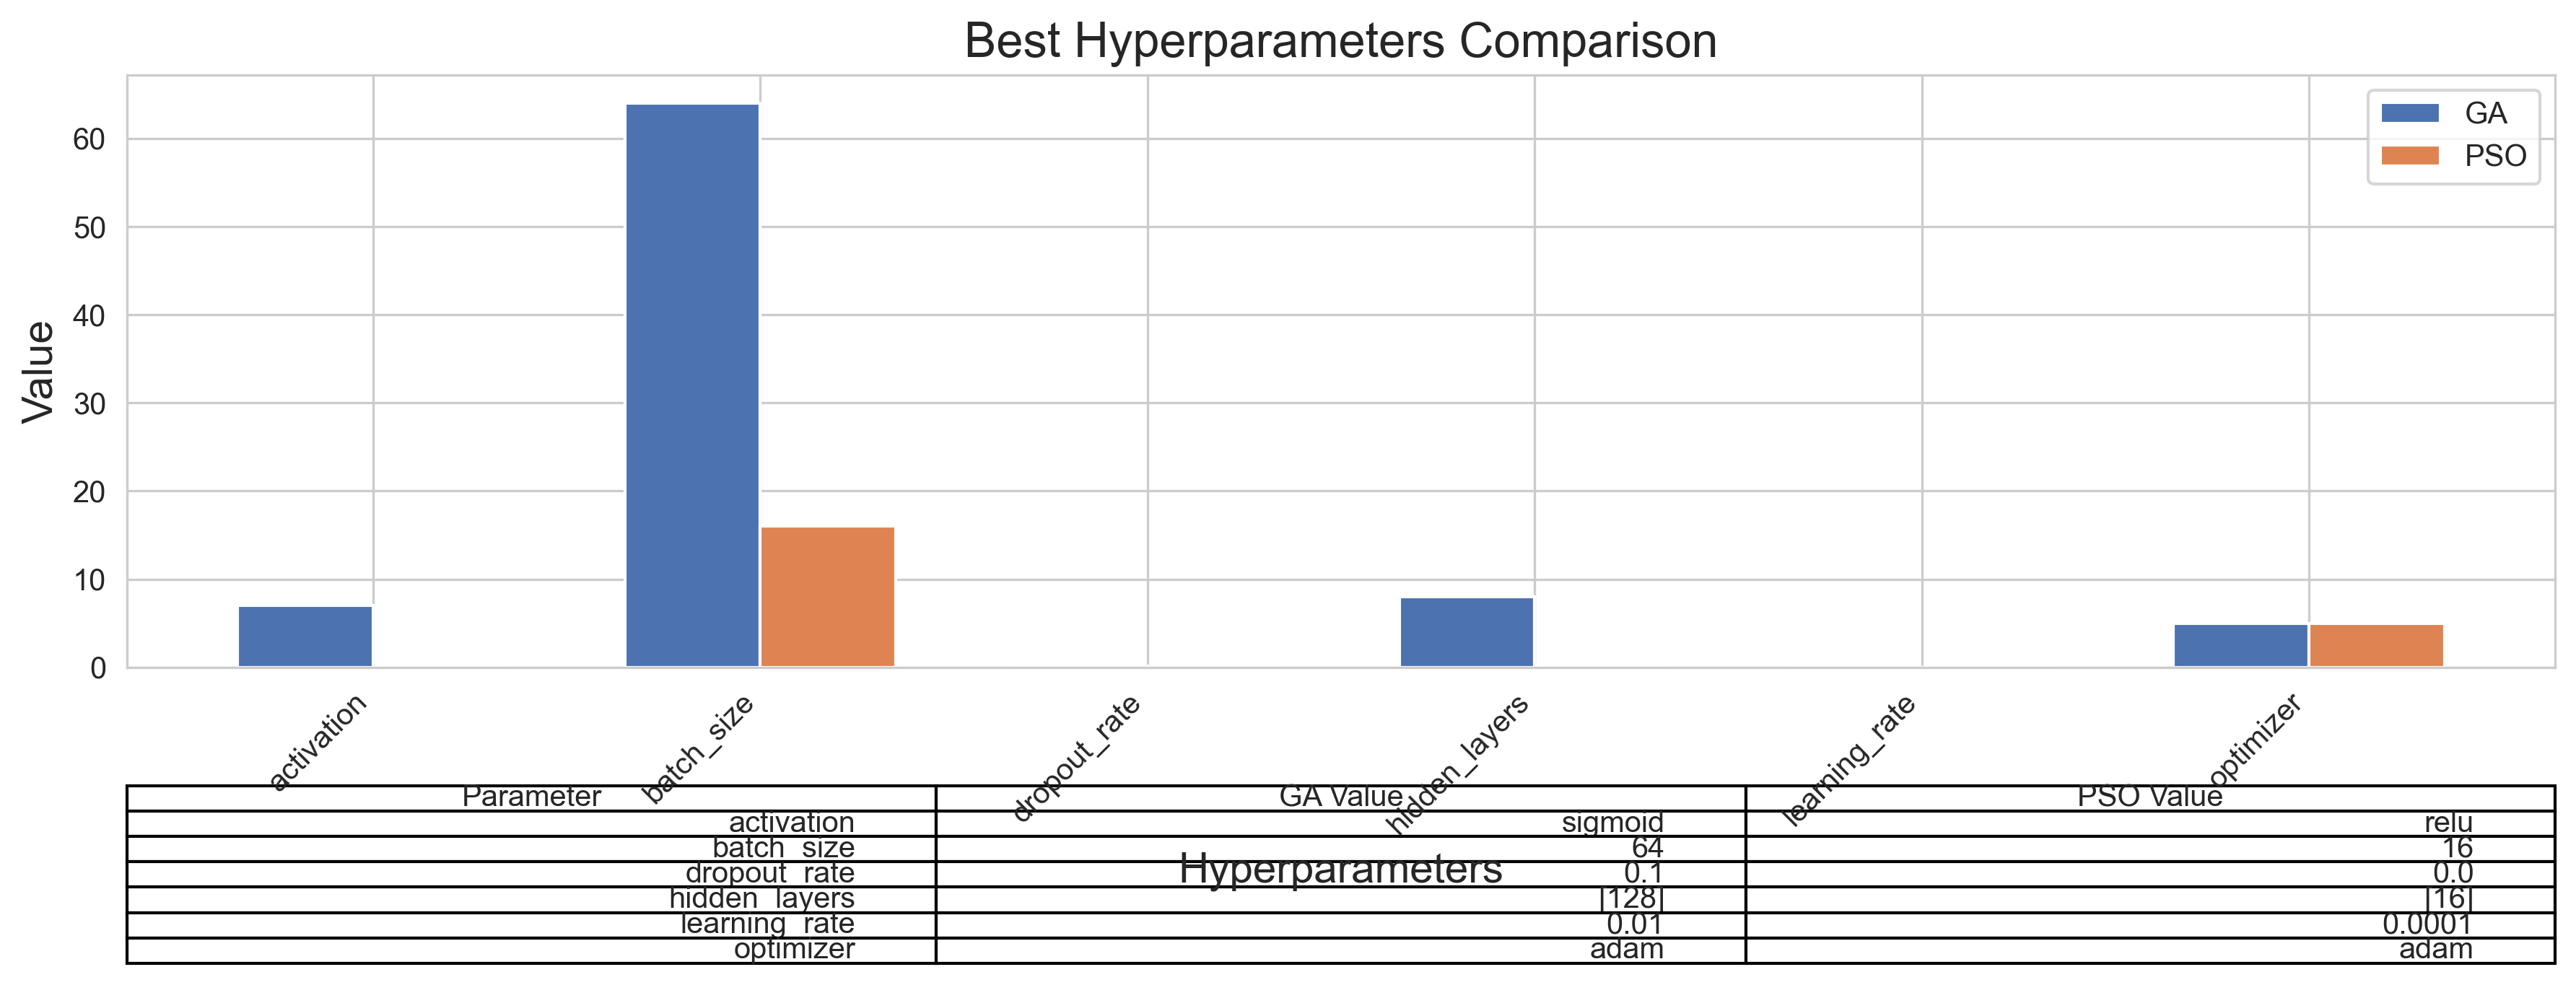 Best Hyperparameters Comparison
GA
PSO
Value
60
50
40
30
20
10
0
activation
batch_size
dropout_rate
hidden_layers
learning_rate
optimizer
Hyperparameters
Parameter GA Value PSO Value
activation sigmoid relu
batch_size 64 16
dropout_rate 0.1 0.0
hidden_layers [128] [16]
learning_rate 0.01 0.0001
optimizer adam adam